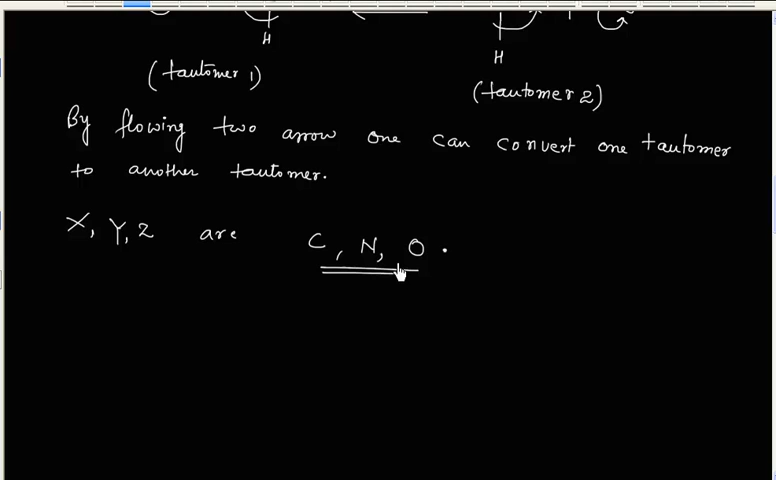 H
H
(tautomer 1)
(tautomer 2)
By flowing two arrow one can convert one tautomer
to another tautomer.
X, Y, Z are C, N, O.